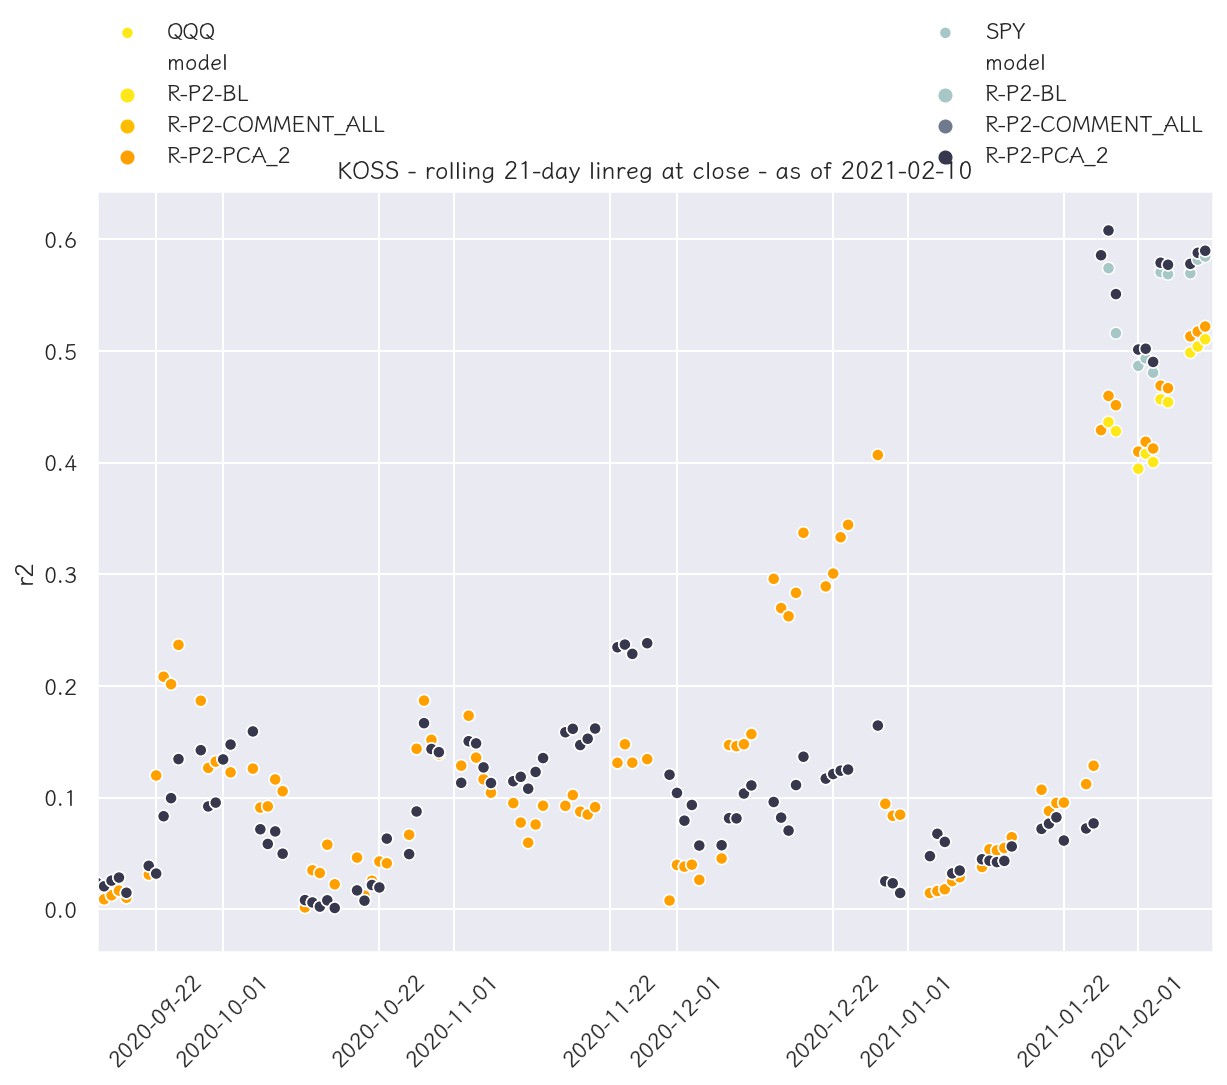 QQQ
model
R-P2-BL
R-P2-COMMENT_ALL
R-P2-PCA_2
SPY
model
R-P2-BL
R-P2-COMMENT_ALL
R-P2-PCA_2
KOSS - rolling 21-day linreg at close - as of 2021-02-10
r2
0.6
0.5
0.4
0.3
0.2
0.1
0.0
2020-09-22
2020-10-01
2020-10-22
2020-11-01
2020-11-22
2020-12-01
2020-12-22
2021-01-01
2021-01-22
2021-02-01